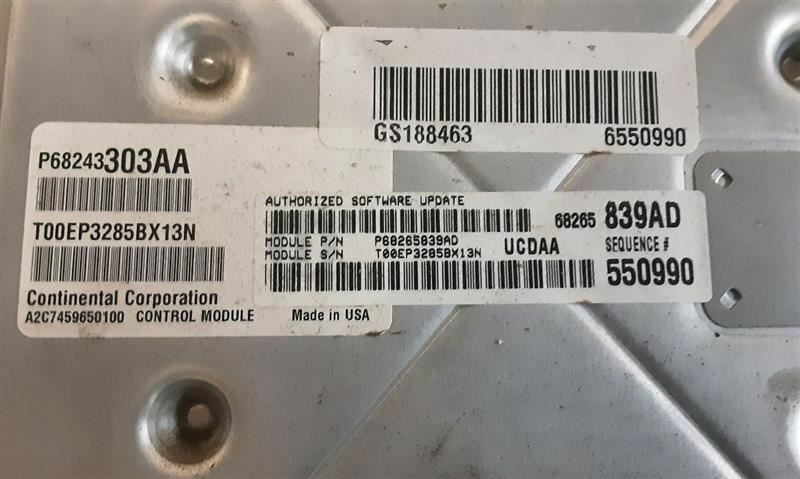 GS188463 6550990
P68243303AA
T00EP3285BX13N
Continental Corporation
A2C7459650100 CONTROL MODULE Made in USA
AUTHORIZED SOFTWARE UPDATE
68265 839AD
MODULE P/N P68265839AD
MODULE S/N T00EP3285BX13N UCDAA SEQUENCE #
550990